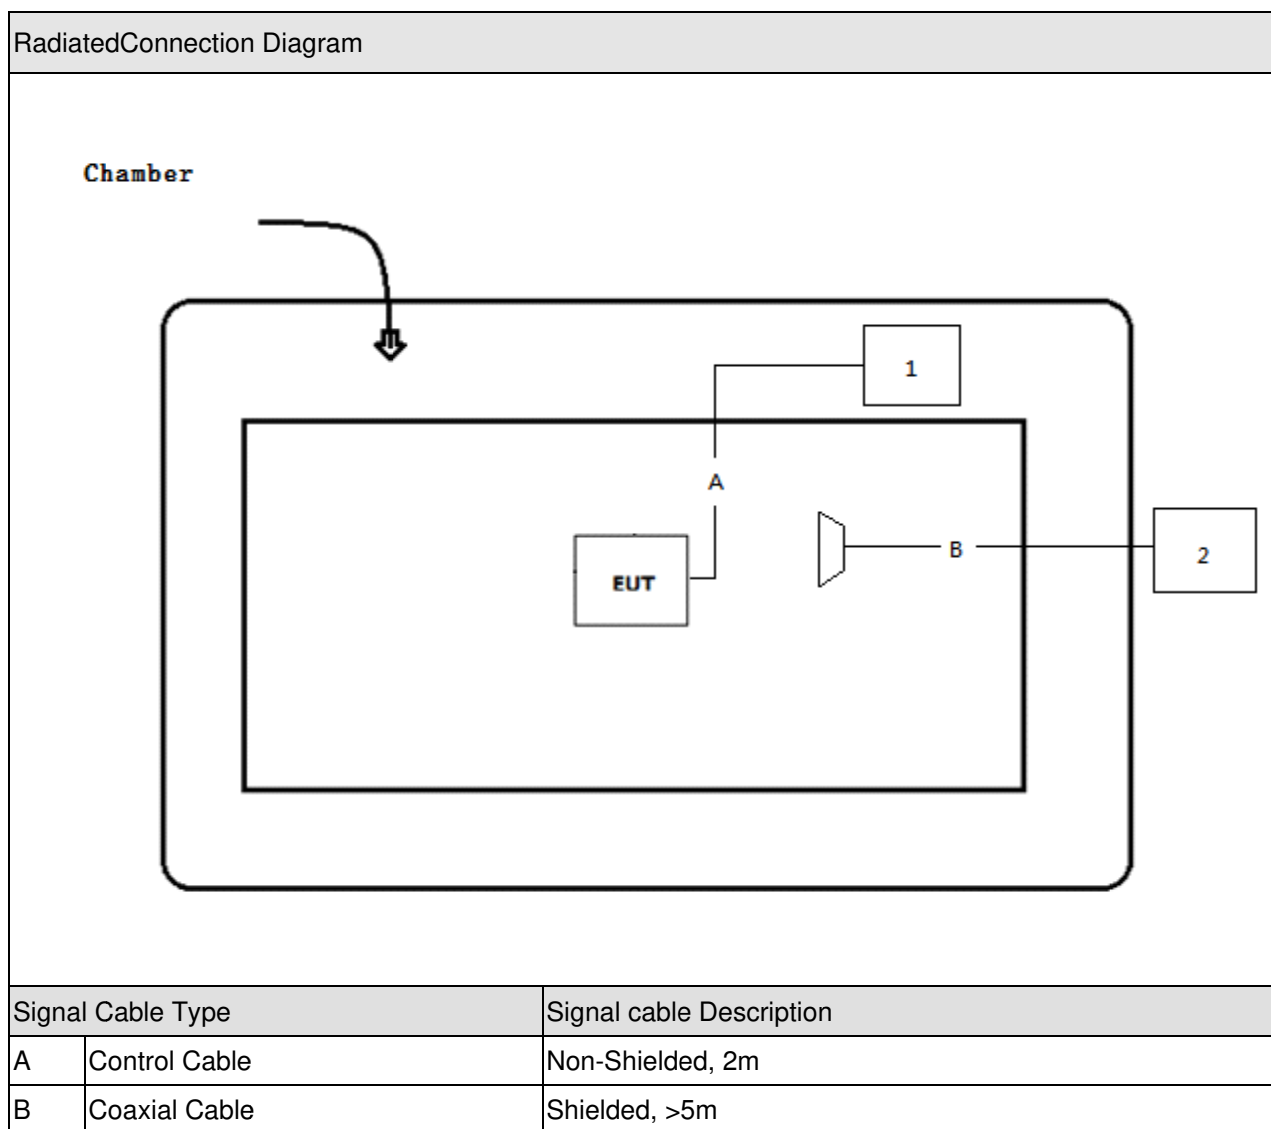 RadiatedConnection Diagram
Chamber
1
A
B
2
EUT
Signal Cable Type Signal cable Description
A Control Cable Non-Shielded, 2m
B Coaxial Cable Shielded, >5m